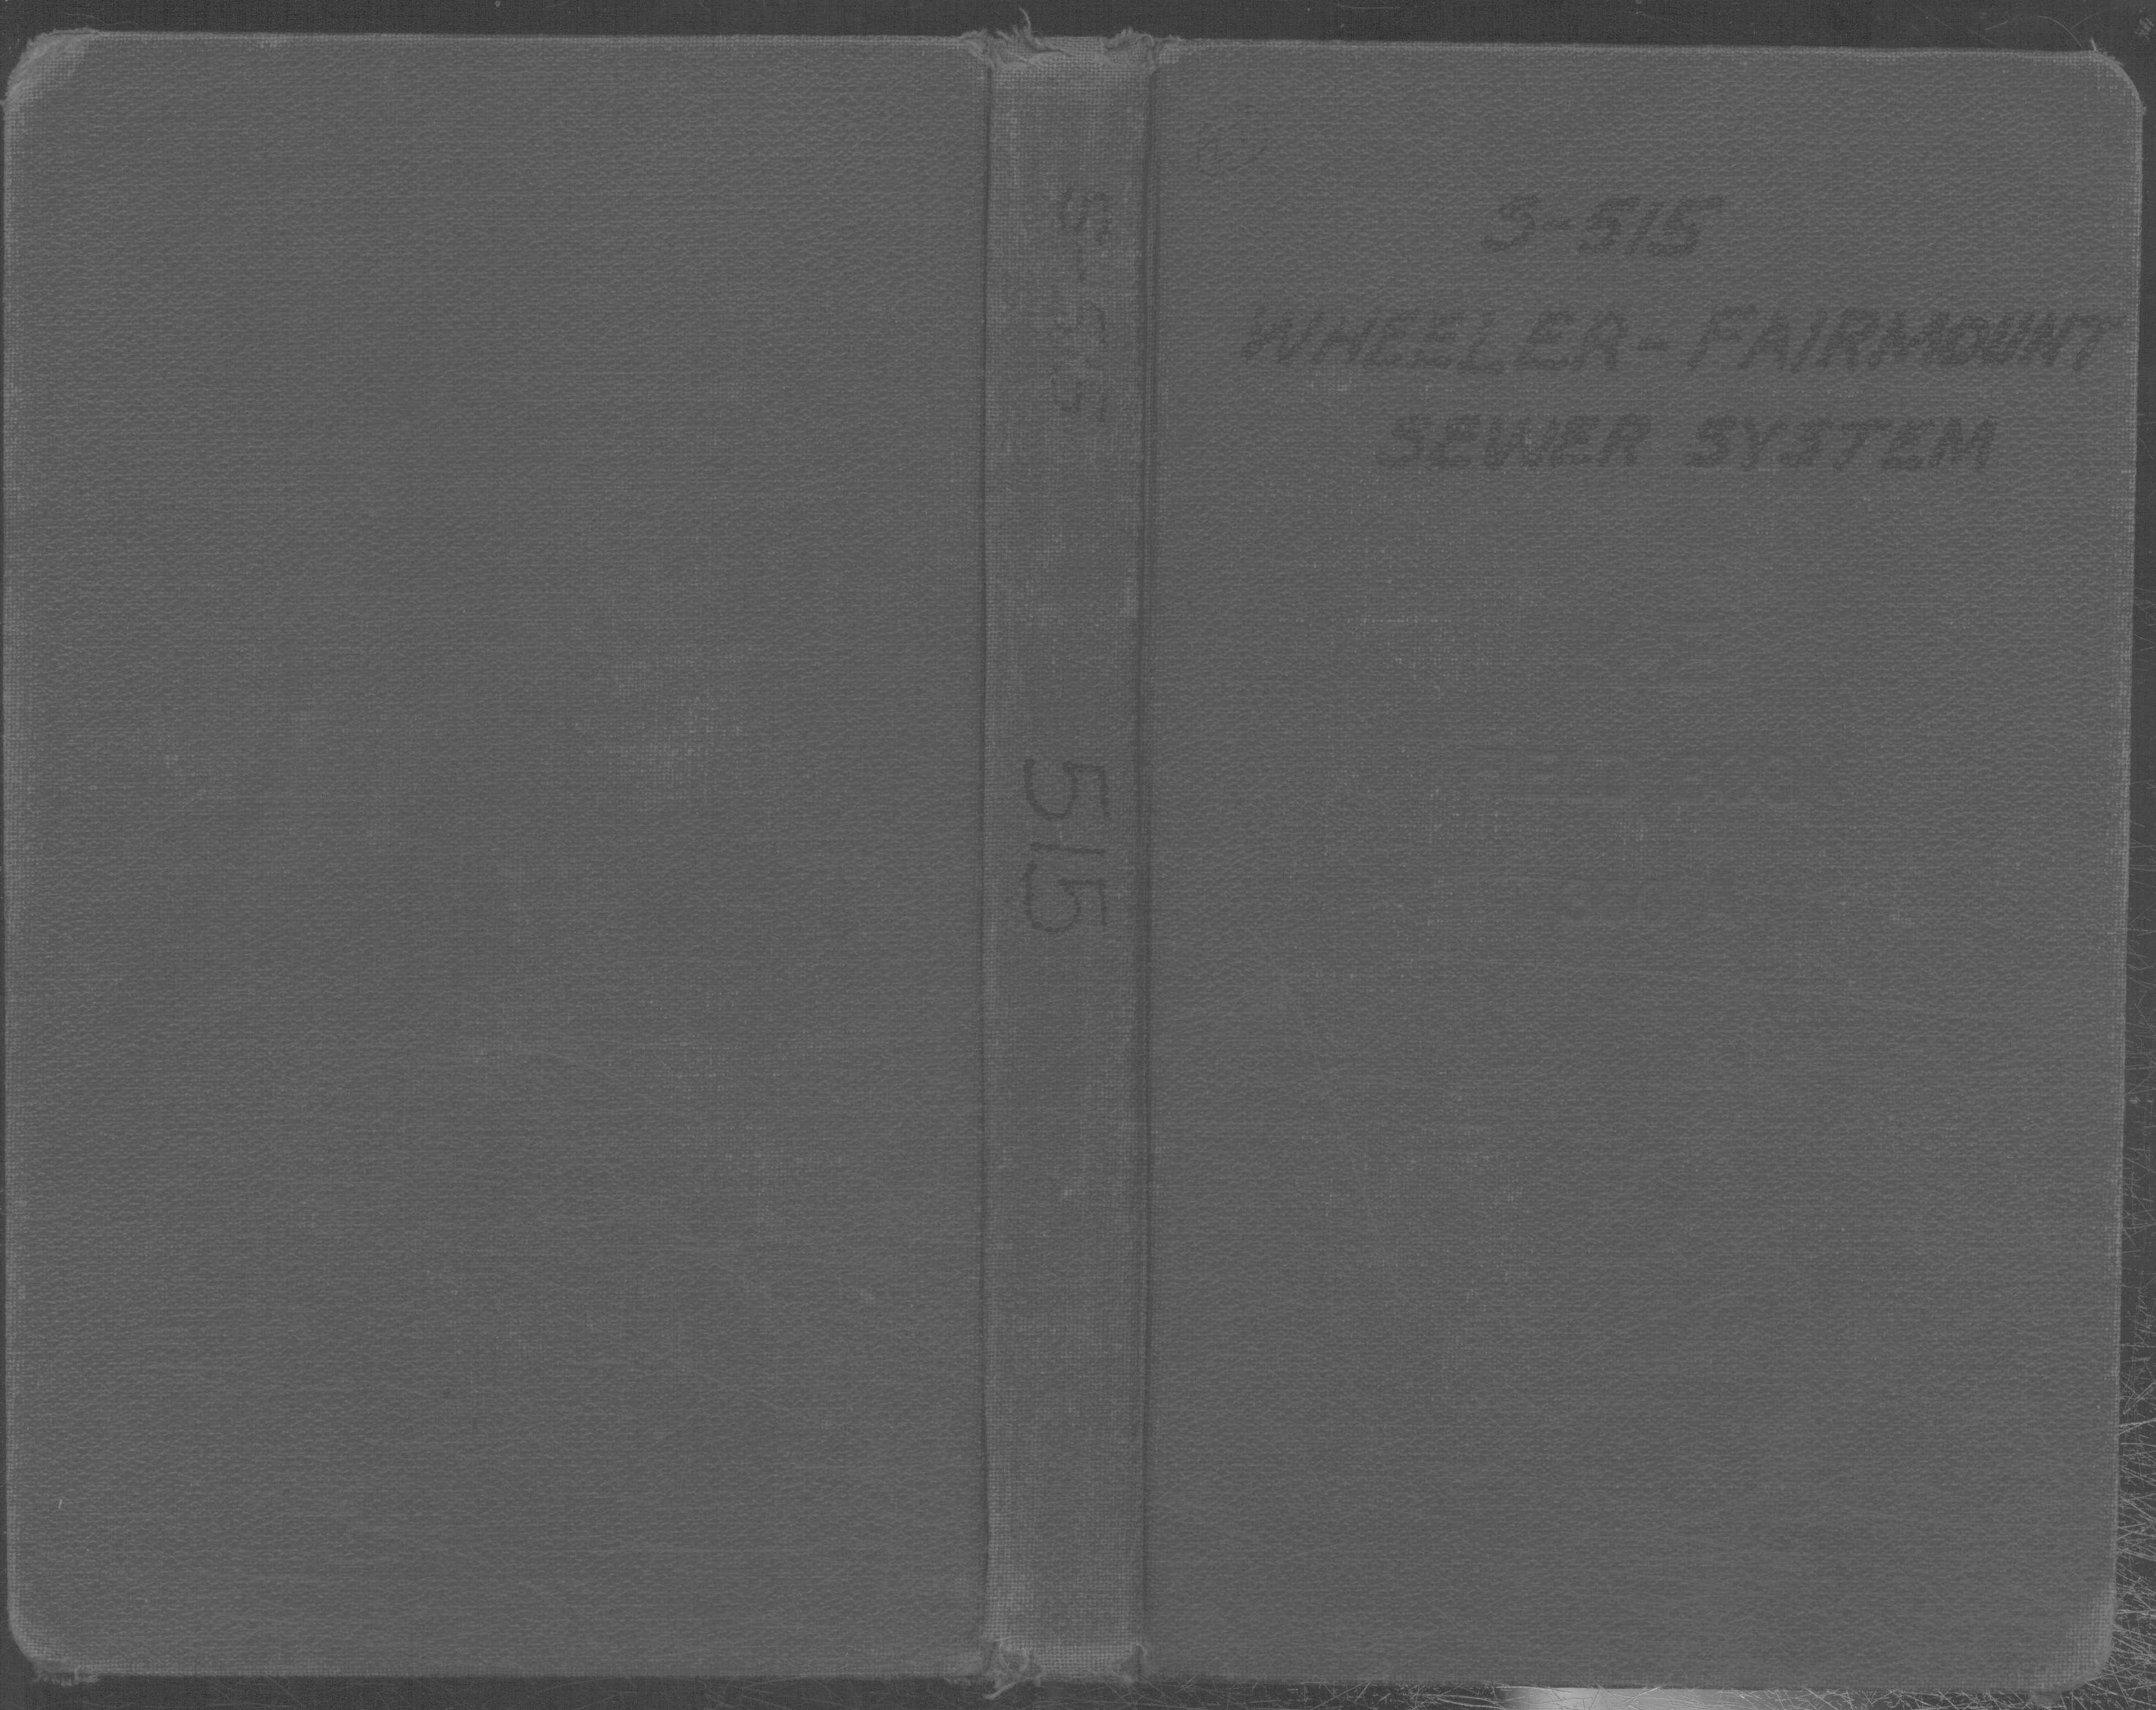 S-515
WHEELER-FAIRMOUNT
SEWER SYSTEM
S-515
515